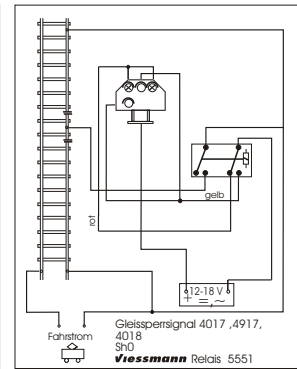 gelb
rot
12-18 V
+ =,~
Fahrstrom
Gleissperrsignal 4017 ,4917,
4018
Sh0
Viessmann Relais 5551